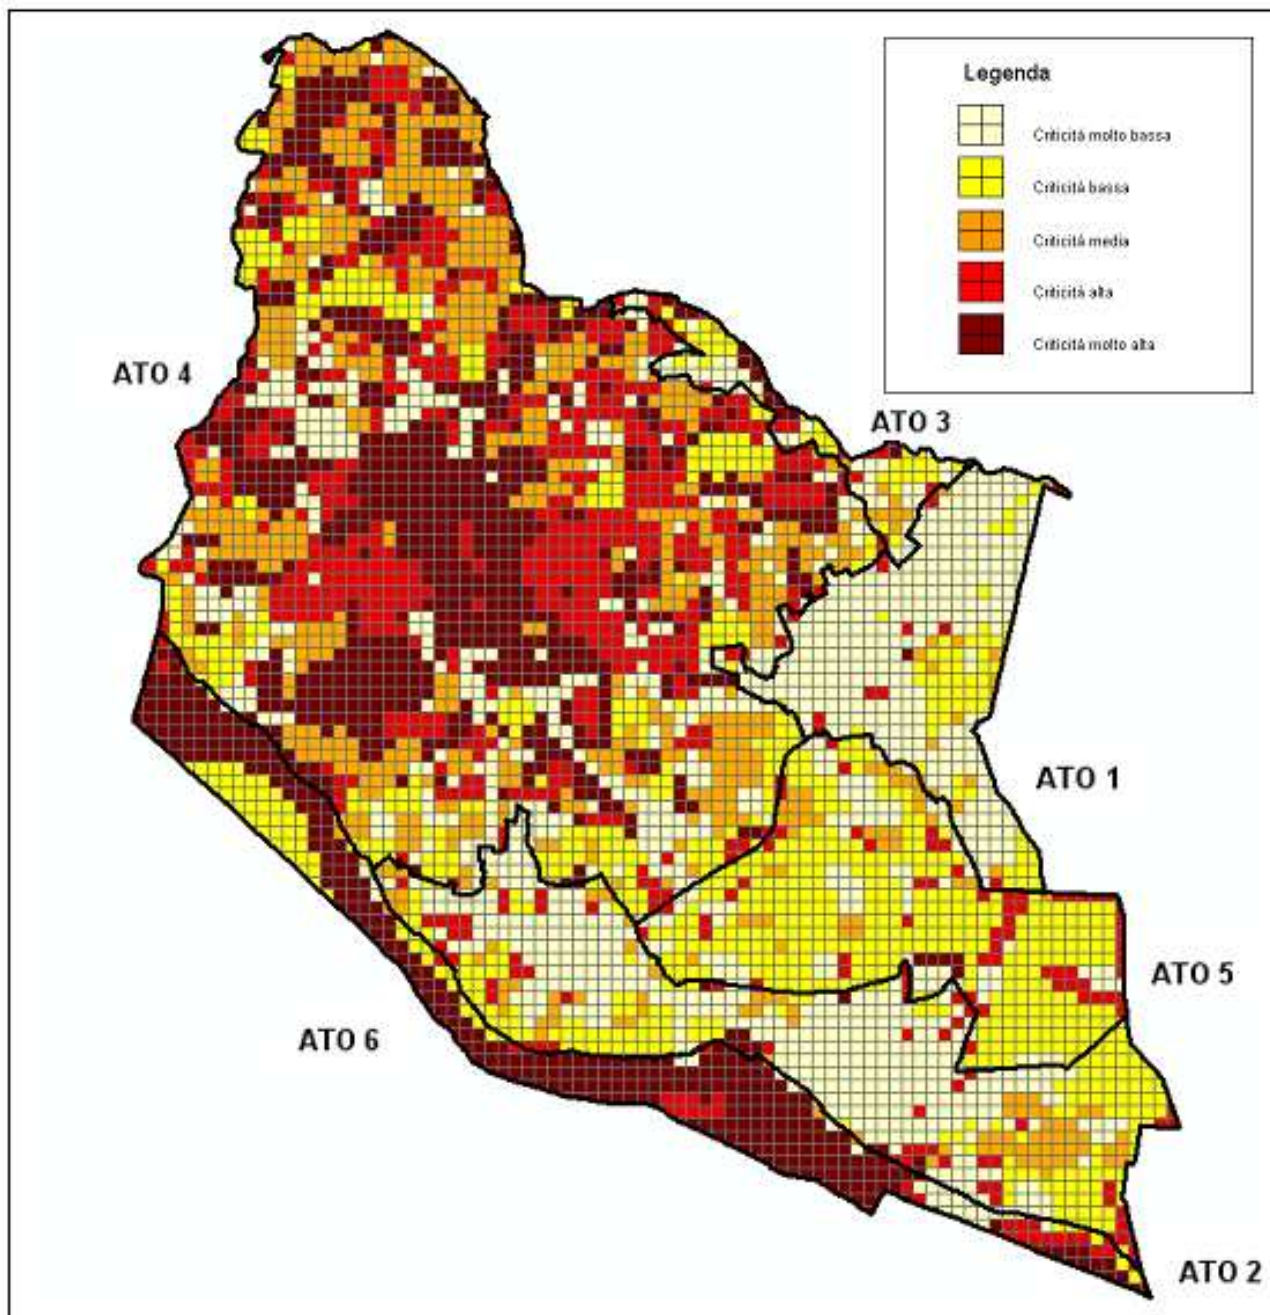 Legenda
Criticità molto bassa
Criticità bassa
Criticità media
Criticità alta
Criticità molto alta
ATO 4
ATO 3
ATO 1
ATO 5
ATO 6
ATO 2